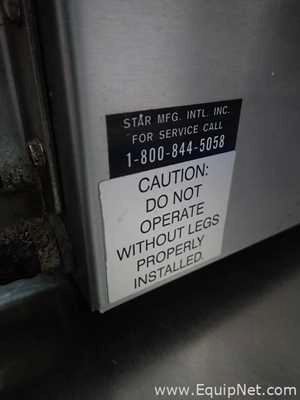 STAR MFG. INTL. INC.
FOR SERVICE CALL
1-800-844-5058
CAUTION:
DO NOT
OPERATE
WITHOUT LEGS
PROPERLY
INSTALLED.
www.EquipNet.com